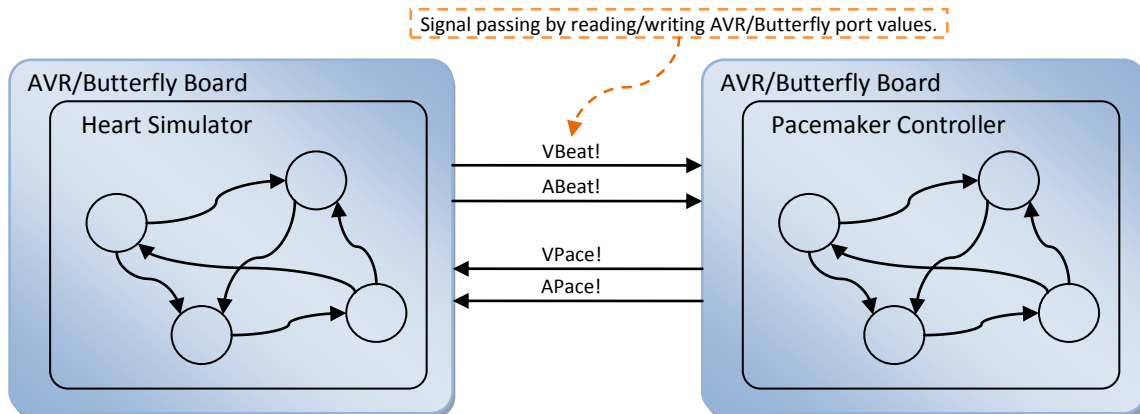 Signal passing by reading/writing AVR/Butterfly port values.
AVR/Butterfly Board
Heart Simulator
VBeat!
ABeat!
VPace!
APace!
AVR/Butterfly Board
Pacemaker Controller